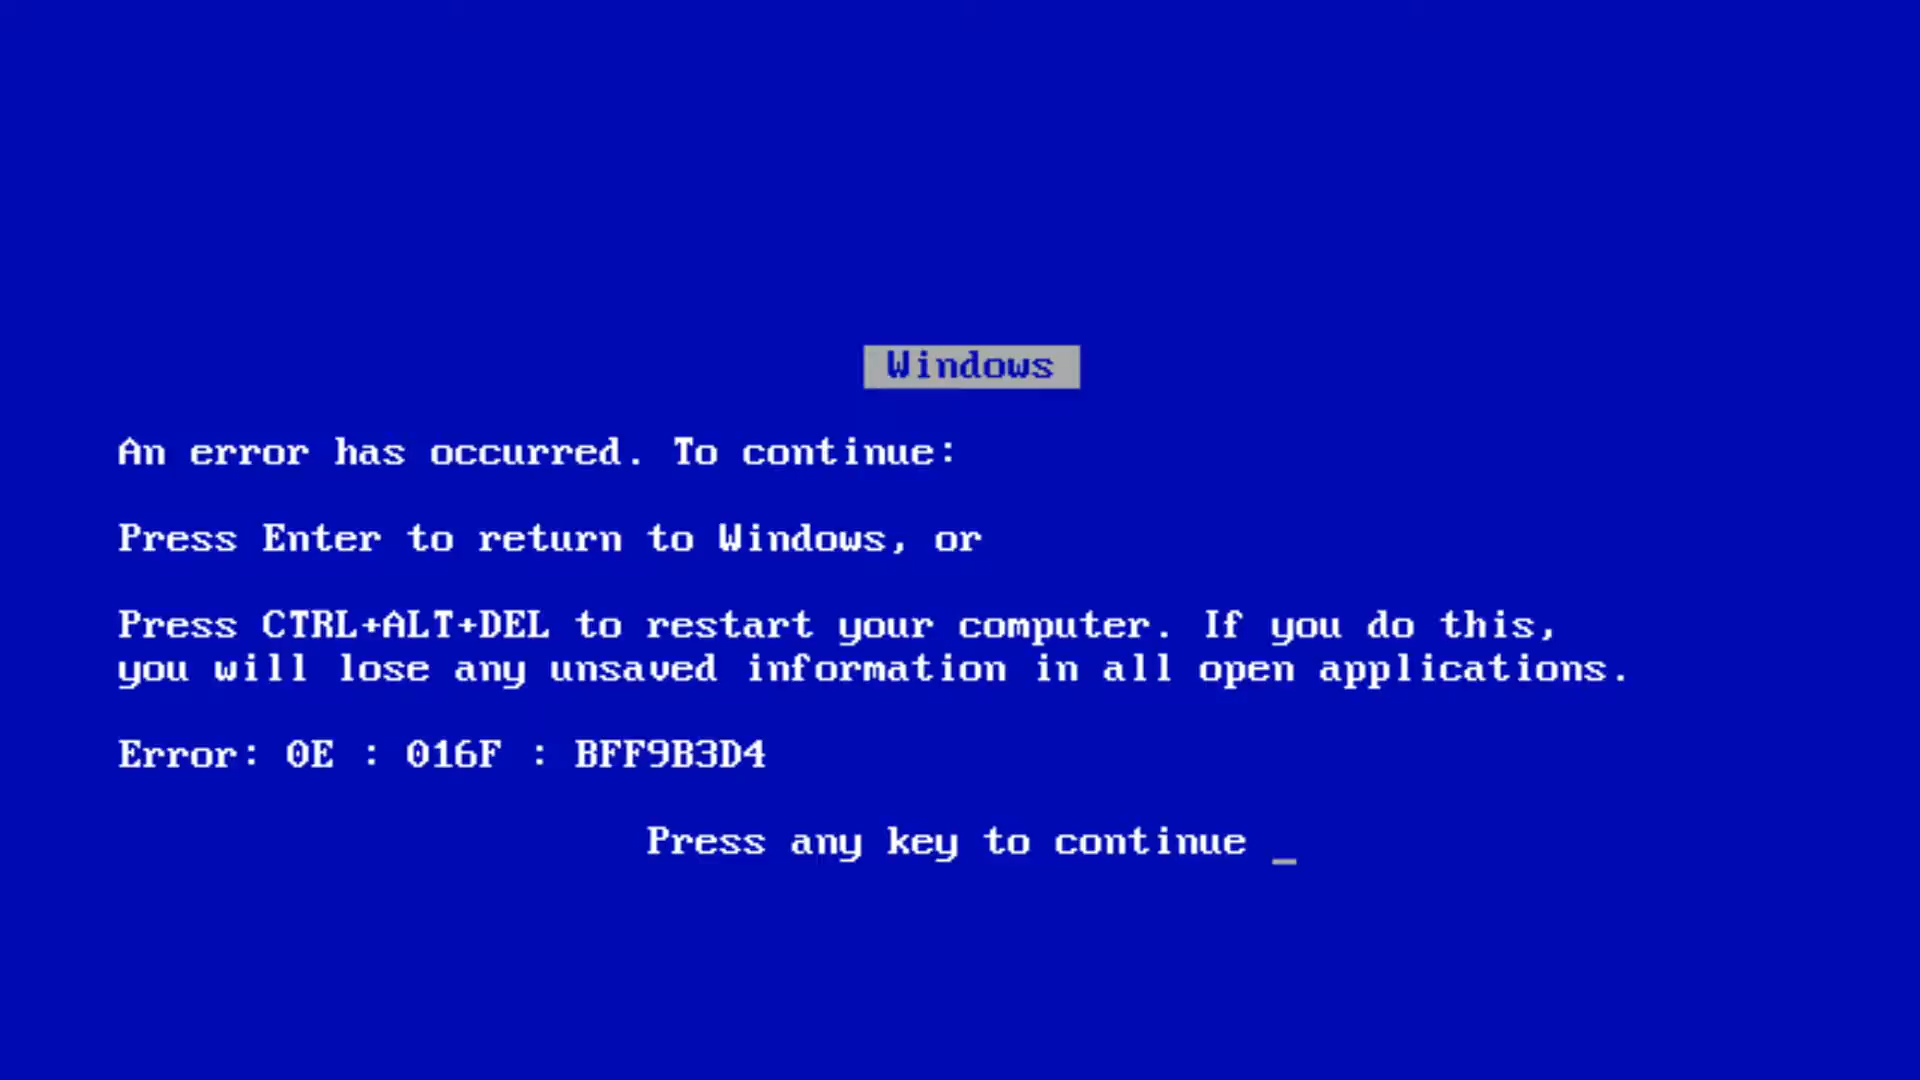 Windows
An error has occurred. To continue:
Press Enter to return to Windows, or
Press CTRL+ALT+DEL to restart your computer. If you do this,
you will lose any unsaved information in all open applications.
Error: 0E : 016F : BFF9B3D4
Press any key to continue _